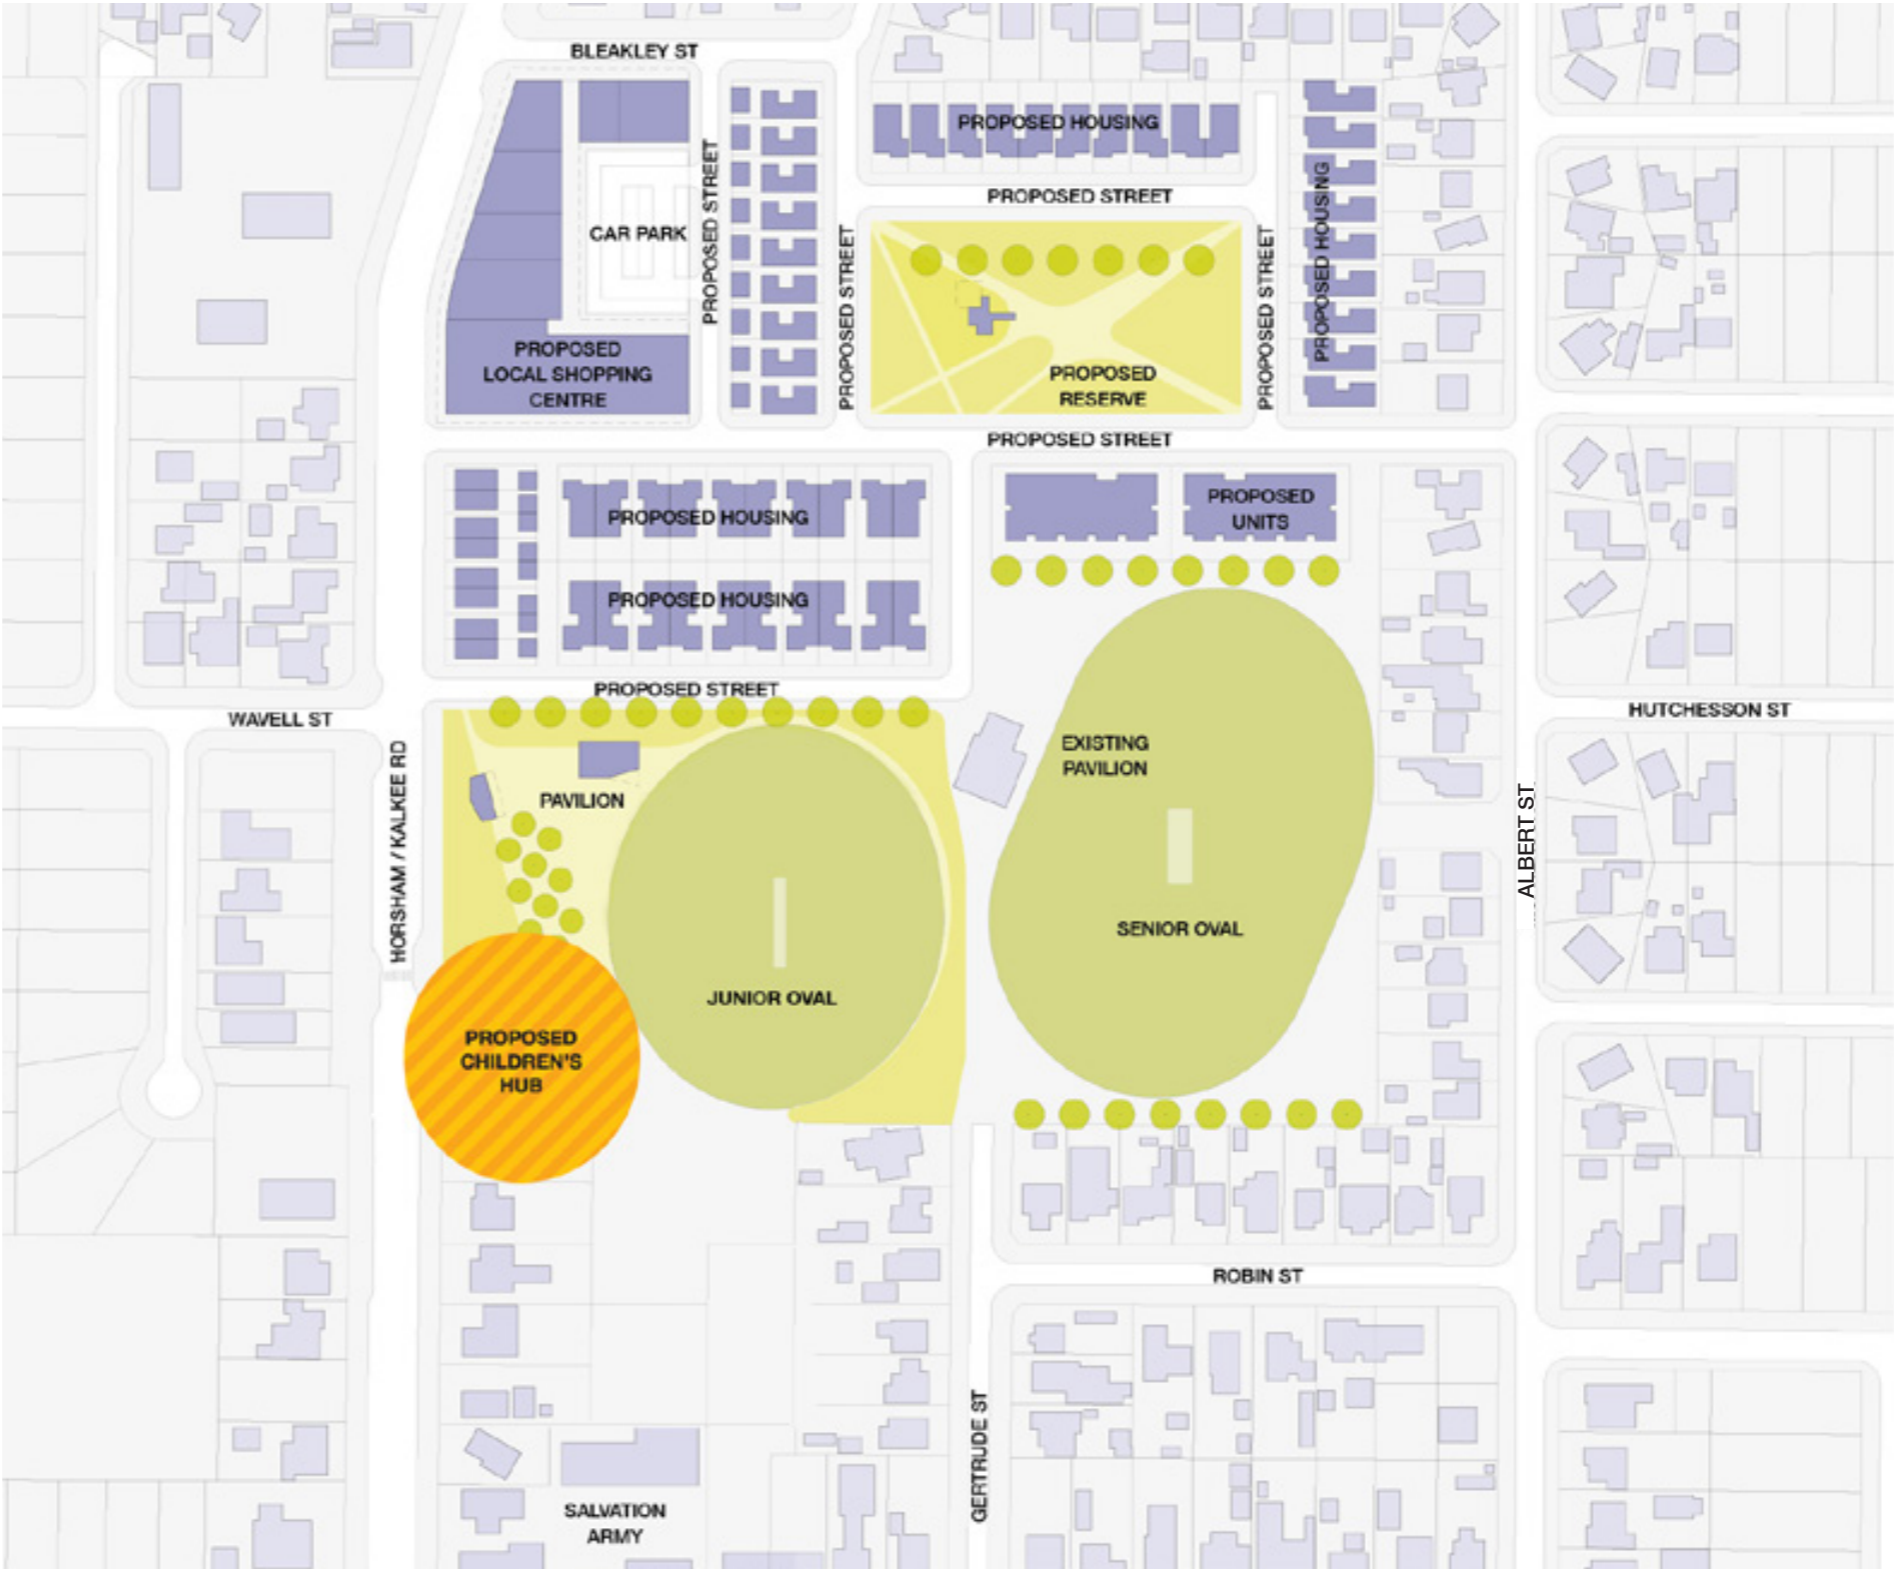 BLEAKLEY ST
PROPOSED HOUSING
PROPOSED STREET
PROPOSED STREET
CAR PARK
PROPOSED STREET
PROPOSED STREET
PROPOSED HOUSING
PROPOSED
LOCAL SHOPPING
CENTRE
PROPOSED
RESERVE
PROPOSED STREET
PROPOSED HOUSING
PROPOSED
UNITS
PROPOSED HOUSING
PROPOSED STREET
WAVELL ST
HUTCHESSON ST
HORSHAM / KALKEE RD
EXISTING
PAVILION
PAVILION
ALBERT ST
SENIOR OVAL
JUNIOR OVAL
PROPOSED
CHILDREN'S
HUB
ROBIN ST
GERTRUDE ST
SALVATION
ARMY